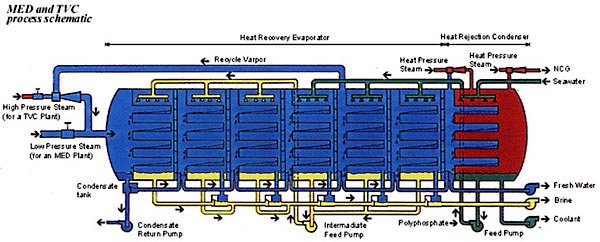 MED and TVC
process schematic
Heat Recovery Evaporator
Heat Rejection Condenser
Recycle Varpor
Heat Pressure
Steam
Heat Pressure
Steam
NCG
Seawater
High Pressure Steam
(for a TVC Plant)
Low Pressure Steam
(for an MED Plant)
Condensate
tank
Fresh Water
Brine
Coolant
Condensate
Return Pump
Intermadiate
Feed Pump
Polyphosphate
Feed Pump